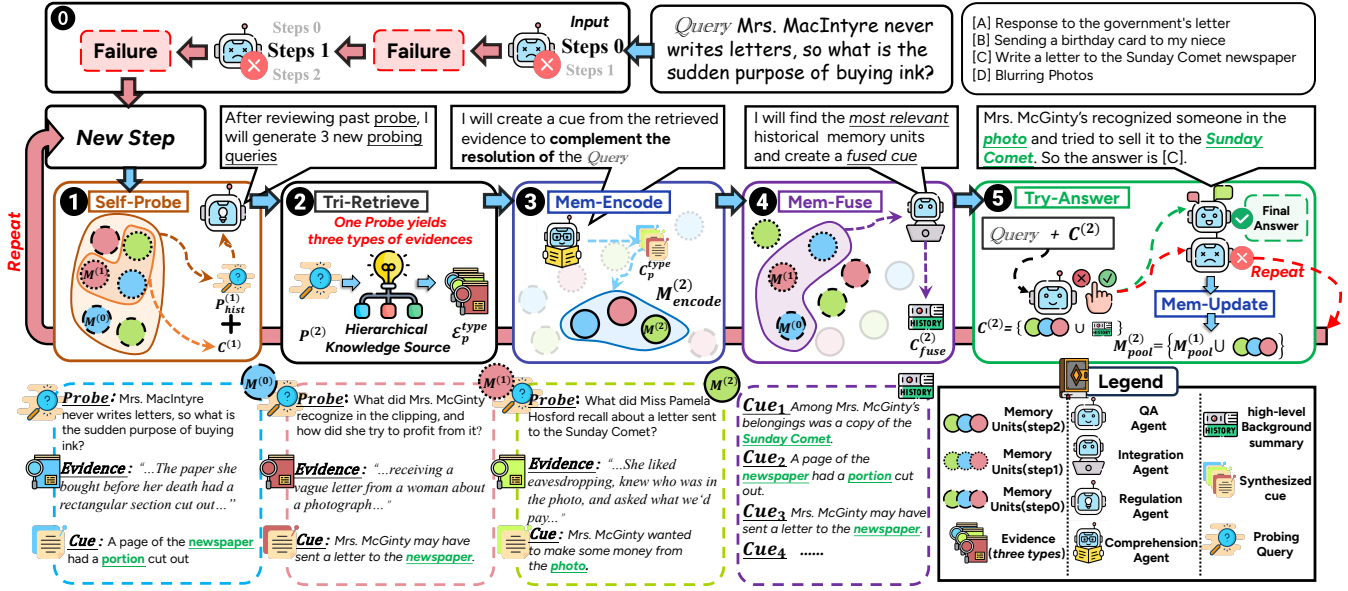 0
Failure
Steps 0
Steps 1
Steps 2
Failure
Input
Steps 0
Steps 1
Query Mrs. MacIntyre never
writes letters, so what is the
sudden purpose of buying ink?
[A] Response to the government's letter
[B] Sending a birthday card to my niece
[C] Write a letter to the Sunday Comet newspaper
[D] Blurring Photos
New Step
Repeat
After reviewing past probe, I
will generate 3 new probing
queries
I will create a cue from the retrieved
evidence to complement the
resolution of the Query
I will find the most relevant
historical memory units
and create a fused cue
Mrs. McGinty's recognized someone in the
photo and tried to sell it to the Sunday
Comet. So the answer is [C].
1 Self-Probe
M(1)
M(0)
P(1)hist
+
C(1)
2 Tri-Retrieve
One Probe yields
three types of evidences
P(2)
Hierarchical
Knowledge Source
εp^type
3 Mem-Encode
Cp^type
M(2)encode
M(2)
4 Mem-Fuse
M(1)
M(0)
HISTORY
C(2)fuse
5 Try-Answer
Query + C(2)
C(2)={ ∪ HISTORY }
Final
Answer
Repeat
Mem-Update
M(2)pool={M(1)pool ∪ }
M(0)
Probe: Mrs. MacIntyre
never writes letters, so what is
the sudden purpose of buying
ink?
Evidence: "...The paper she
bought before her death had a
rectangular section cut out..."
Cue: A page of the newspaper
had a portion cut out
M(1)
Probe: What did Mrs. McGinty
recognize in the clipping, and
how did she try to profit from it?
Evidence: "...receiving a
vague letter from a woman about
a photograph..."
Cue: Mrs. McGinty may have
sent a letter to the newspaper.
M(2)
Probe: What did Miss Pamela
Hosford recall about a letter sent
to the Sunday Comet?
Evidence: "...She liked
eavesdropping, knew who was in
the photo, and asked what we'd
pay..."
Cue: Mrs. McGinty wanted
to make some money from
the photo.
HISTORY
Cue1 Among Mrs. McGinty's
belongings was a copy of the
Sunday Comet.
Cue2 A page of the
newspaper had a portion cut
out.
Cue3 Mrs. McGinty may have
sent a letter to the newspaper.
Cue4 ......
Legend
Memory
Units(step2)
Memory
Units(step1)
Memory
Units(step0)
Evidence
(three types)
QA
Agent
Integration
Agent
Regulation
Agent
Comprehension
Agent
HISTORY
high-level
Background
summary
Synthesized
cue
Probing
Query